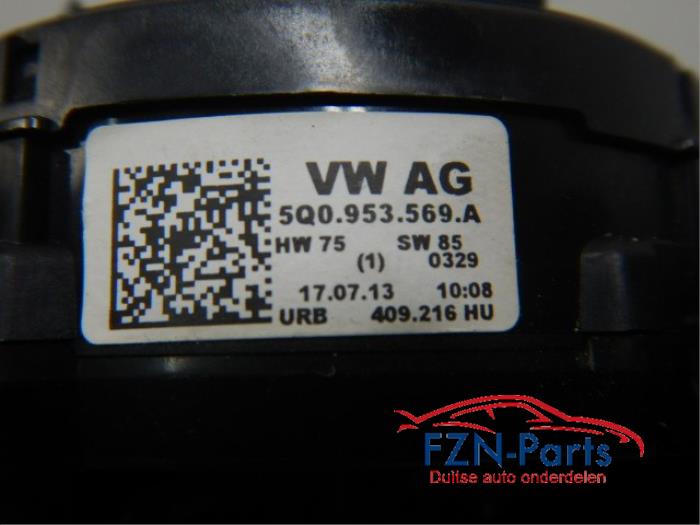 VW AG
5Q0.953.569.A
HW 75 SW 85
(1) 0329
17.07.13 10:08
URB 409.216 HU
FZN-Parts
Duitse auto onderdelen